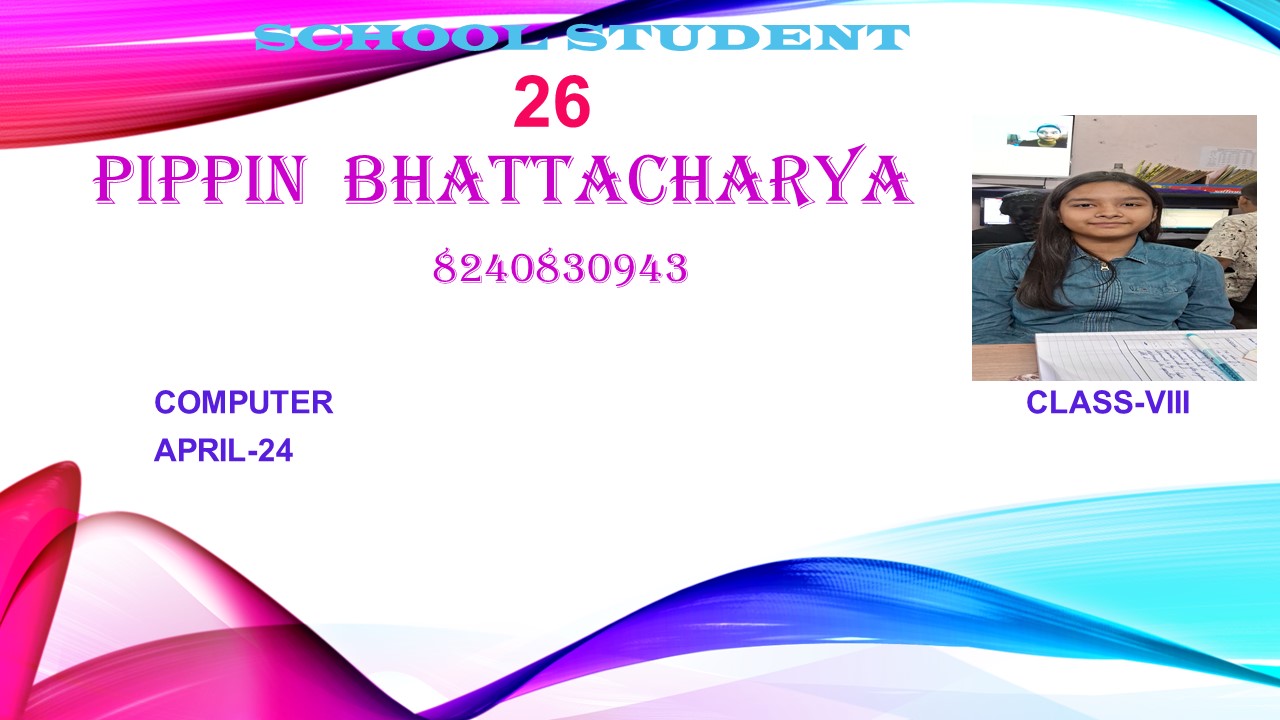 SCHOOL STUDENT
26
PIPPIN BHATTACHARYA
8240830943
COMPUTER
CLASS-VIII
APRIL-24